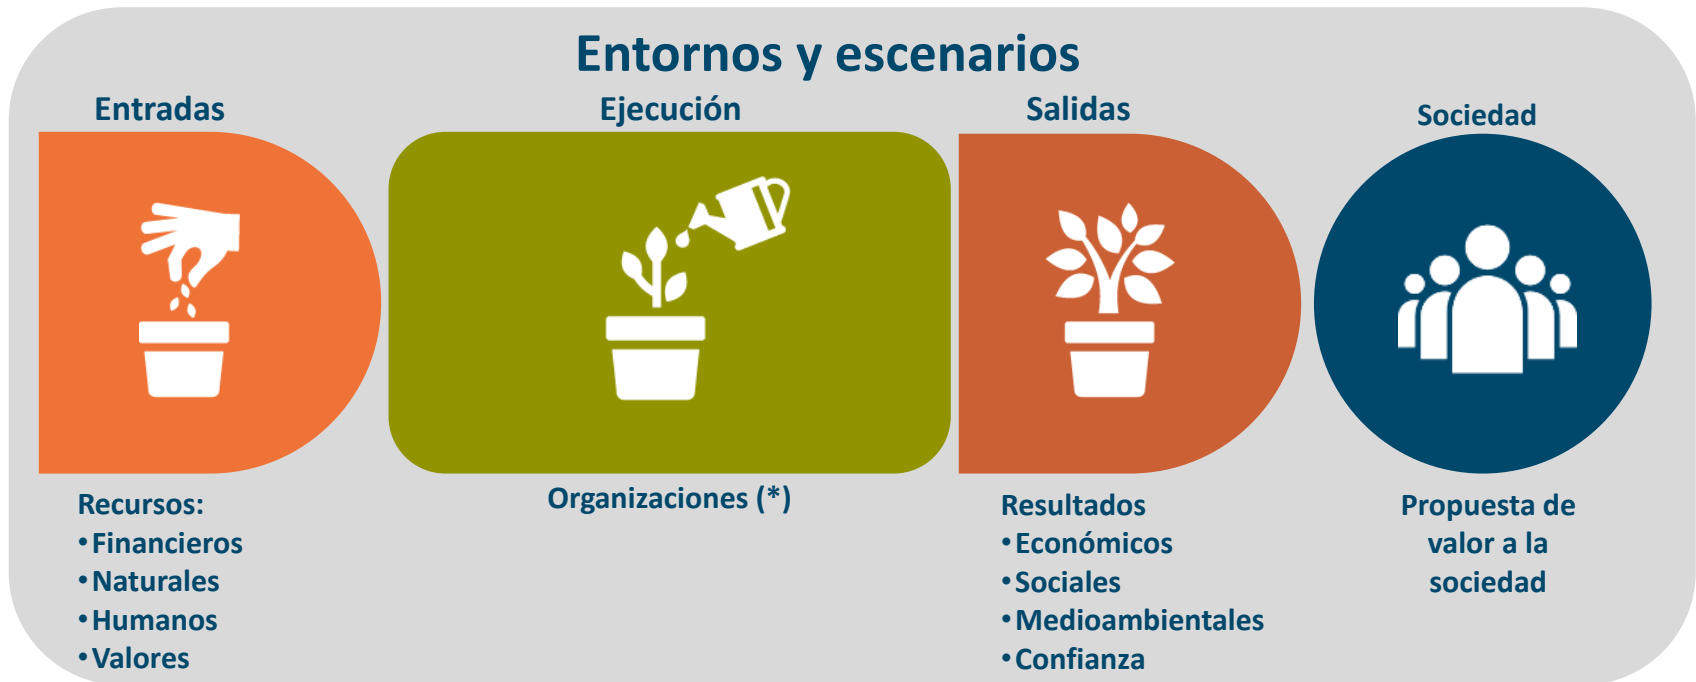 Entornos y escenarios
Entradas
Ejecución
Salidas
Sociedad
Recursos:
•Financieros
•Naturales
•Humanos
•Valores
Organizaciones (*)
Resultados
•Económicos
•Sociales
•Medioambientales
•Confianza
Propuesta de
valor a la
sociedad